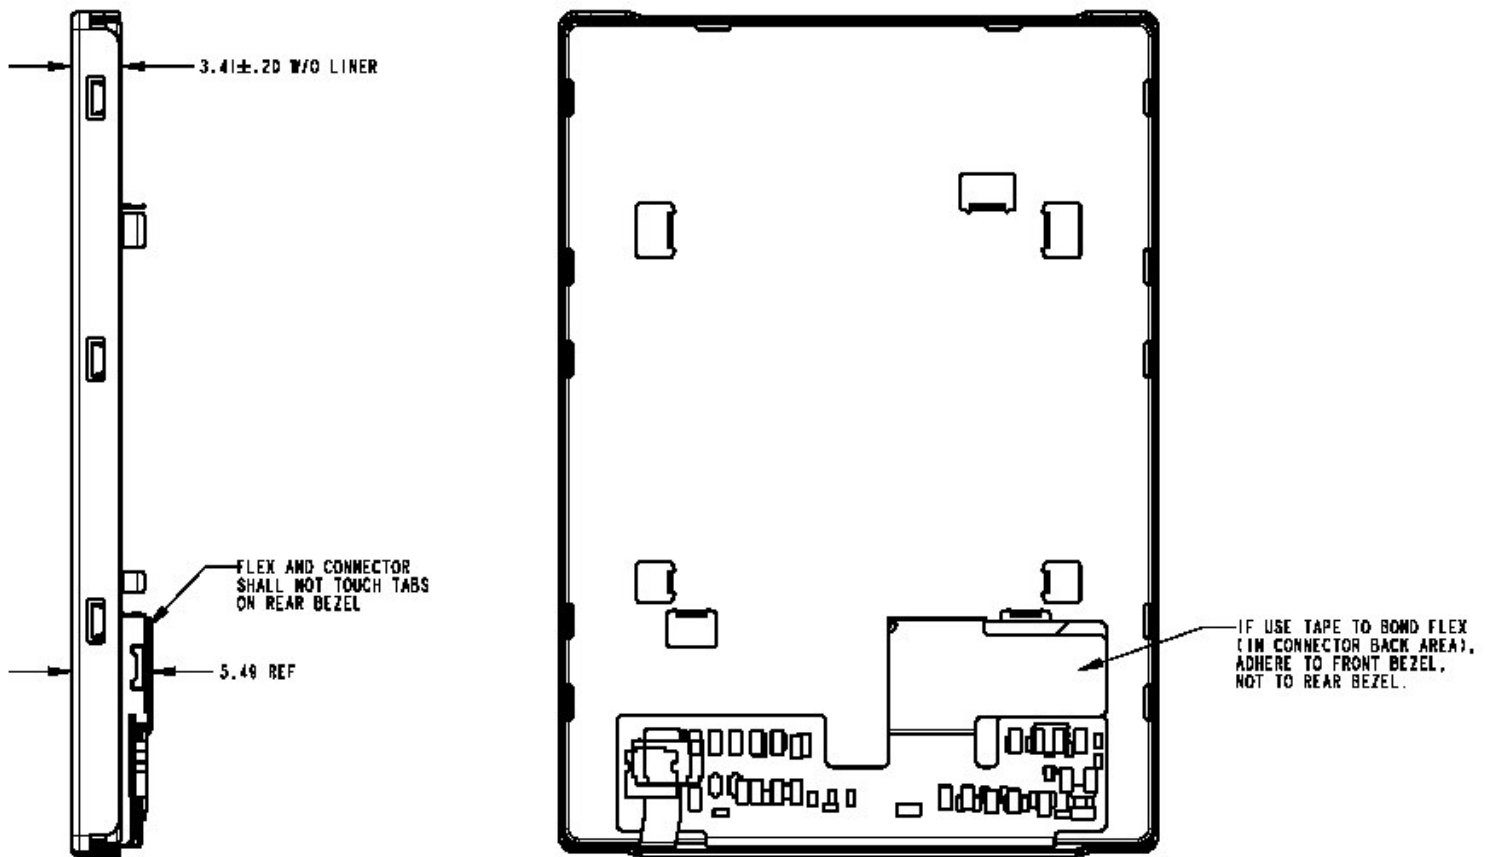 3.41±.20 W/O LINER
FLEX AND CONNECTOR
SHALL NOT TOUCH TABS
ON REAR BEZEL
5.49 REF
IF USE TAPE TO BOND FLEX
(IN CONNECTOR BACK AREA),
ADHERE TO FRONT BEZEL,
NOT TO REAR BEZEL.